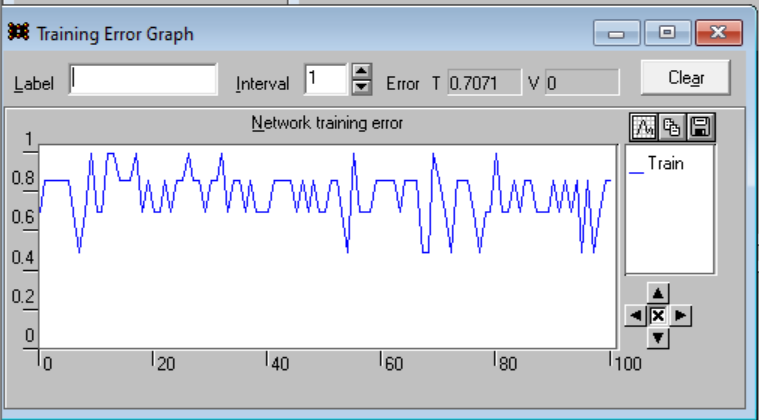 Training Error Graph
Label Interval 1 Error T 0.7071 V 0 Clear
Network training error
Train
1
0.8
0.6
0.4
0.2
0
0 20 40 60 80 100